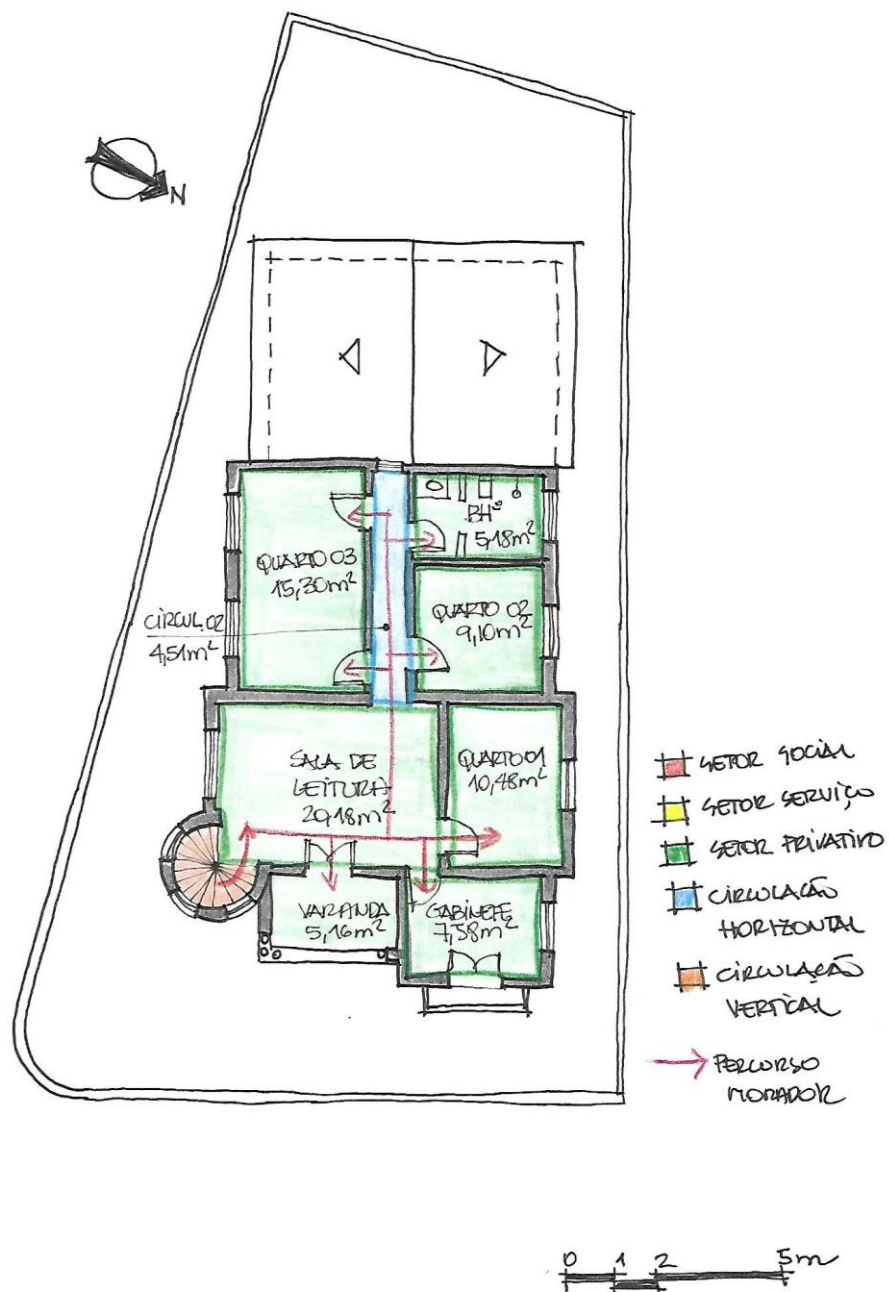 N
BHº
5,18m²
QUARTO 03
15,30m²
QUARTO 02
9,10m²
CIRCUL.02
4,51m²
SALA DE
LEITURA
20,18m²
QUARTO 01
10,48m²
VARANDA
5,16m²
GABINETE
7,58m²
SETOR SOCIAL
SETOR SERVIÇO
SETOR PRIVATIVO
CIRCULAÇÃO
HORIZONTAL
CIRCULAÇÃO
VERTICAL
PERCURSO
MORADOR
0 1 2 5m